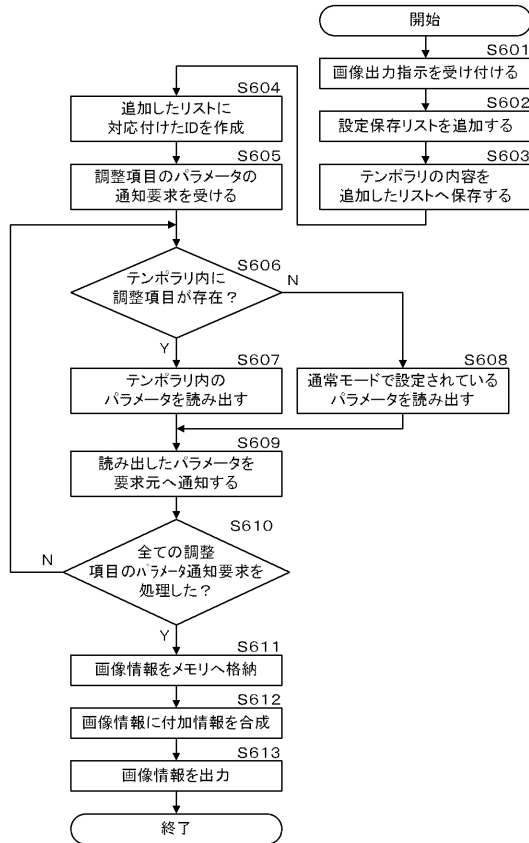 開始
S601
画像出力指示を受け付ける
S602
設定保存リストを追加する
S603
テンポラリの内容を
追加したリストへ保存する
S604
追加したリストに
対応付けたIDを作成
S605
調整項目のパラメータの
通知要求を受ける
S606
テンポラリ内に
調整項目が存在？
N
Y
S607
テンポラリ内の
パラメータを読み出す
S608
通常モードで設定されている
パラメータを読み出す
S609
読み出したパラメータを
要求元へ通知する
S610
全ての調整
項目のパラメータ通知要求を
処理した？
N
Y
S611
画像情報をメモリへ格納
S612
画像情報に付加情報を合成
S613
画像情報を出力
終了